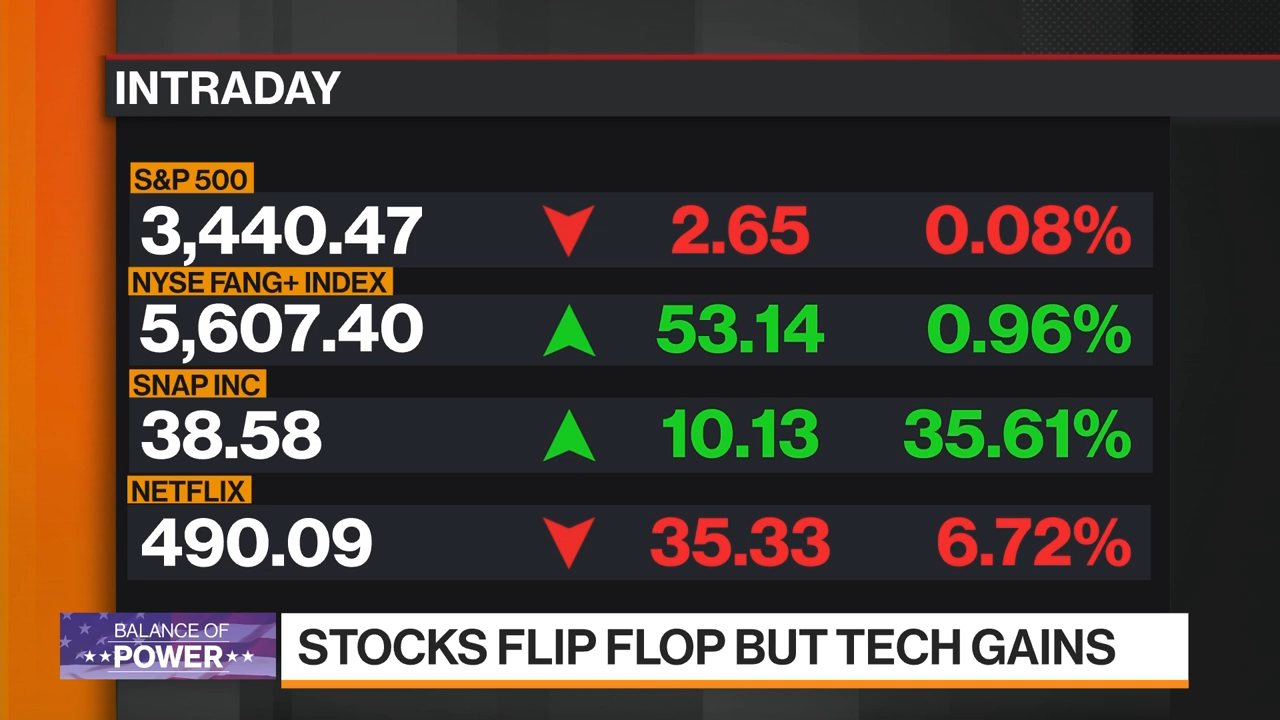 INTRADAY
S&P 500
3,440.47 2.65 0.08%
NYSE FANG+ INDEX
5,607.40 53.14 0.96%
SNAP INC
38.58 10.13 35.61%
NETFLIX
490.09 35.33 6.72%
BALANCE OF
POWER
STOCKS FLIP FLOP BUT TECH GAINS